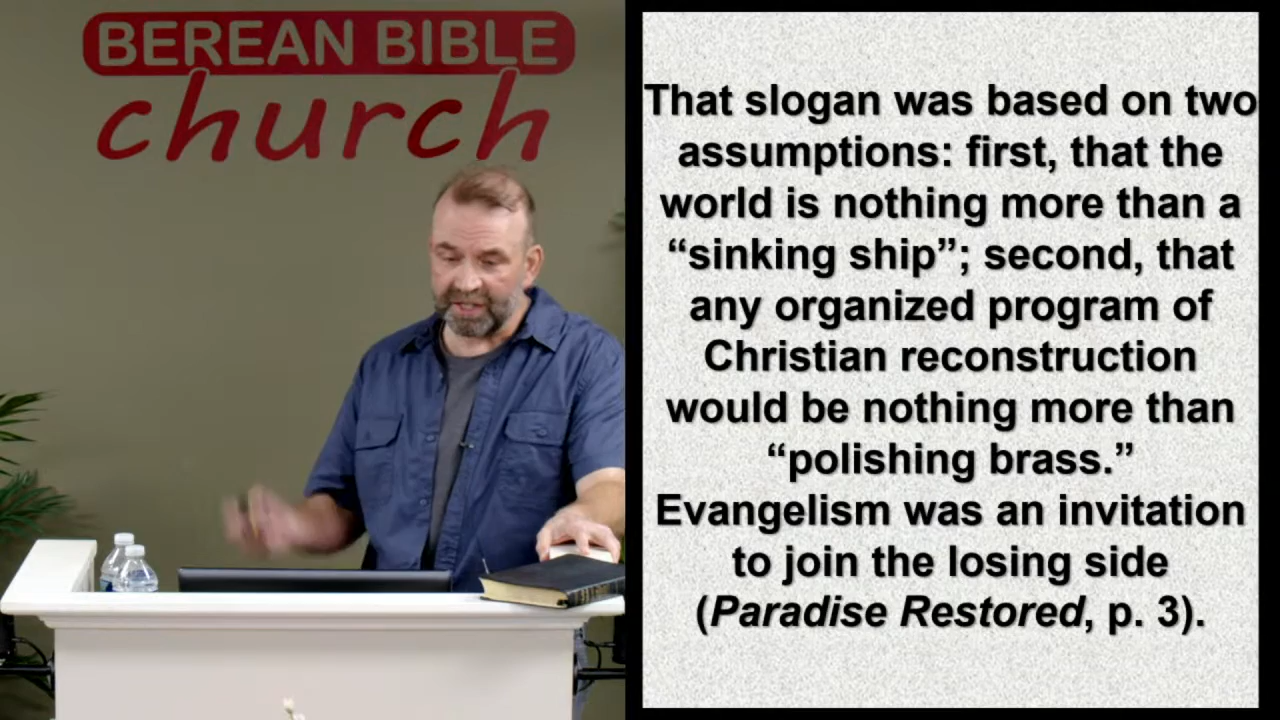 BEREAN BIBLE
church
That slogan was based on two
assumptions: first, that the
world is nothing more than a
“sinking ship”; second, that
any organized program of
Christian reconstruction
would be nothing more than
“polishing brass.”
Evangelism was an invitation
to join the losing side
(Paradise Restored, p. 3).